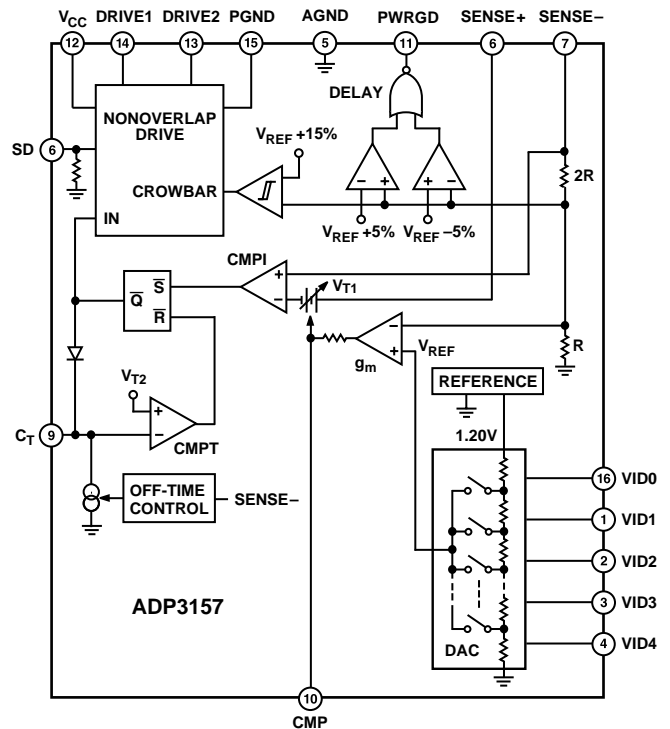 VCC DRIVE1 DRIVE2 PGND AGND PWRGD SENSE+ SENSE–
12 14 13 15 5 11 6 7
DELAY
NONOVERLAP
DRIVE
VREF +15%
SD 6
CROWBAR
2R
– + + –
IN
VREF +5% VREF –5%
CMPI
S
Q
R
+
–
VT1
–
+
VREF
R
gm
VT2
REFERENCE
+
–
CT 9
CMPT
1.20V
OFF-TIME
CONTROL
SENSE–
16 VID0
1 VID1
2 VID2
ADP3157
3 VID3
4 VID4
DAC
10
CMP